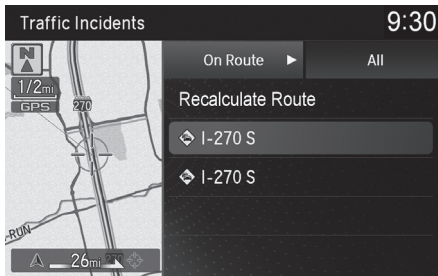 Traffic Incidents 9:30
N
1/2mi
GPS
270
-RUN
26mi
On Route All
Recalculate Route
I-270 S
I-270 S